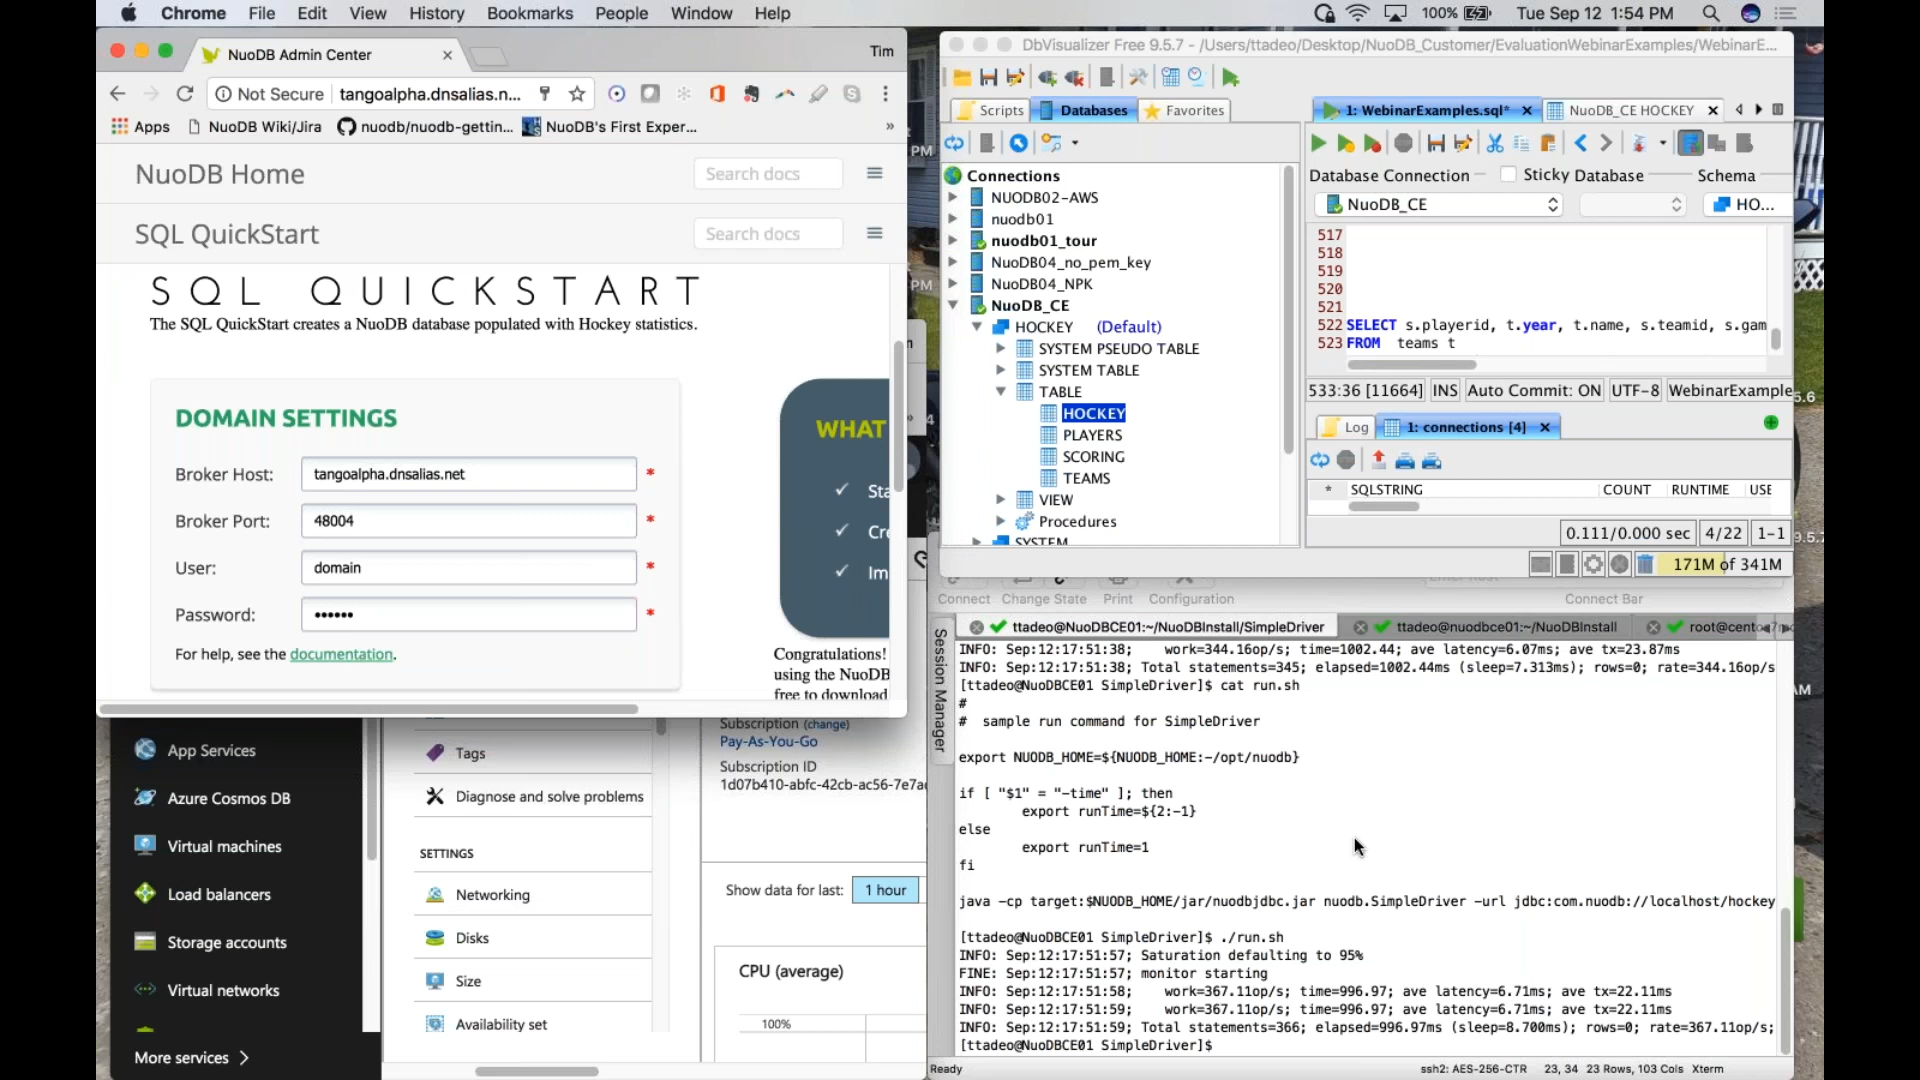 Chrome File Edit View History Bookmarks People Window Help
100% Tue Sep 12 1:54 PM
NuoDB Admin Center
Tim
Not Secure tangoalpha.dnsalias.n...
Apps NuoDB Wiki/Jira nuodb/nuodb-gettin... NuoDB's First Exper... »
NuoDB Home
Search docs
SQL QuickStart
Search docs
SQL QUICKSTART
The SQL QuickStart creates a NuoDB database populated with Hockey statistics.
DOMAIN SETTINGS
Broker Host: tangoalpha.dnsalias.net *
Broker Port: 48004 *
User: domain *
Password: •••••• *
For help, see the documentation.
WHAT
✓ Sta
✓ Cre
✓ Im
Congratulations!
using the NuoDB
free to download
App Services
Azure Cosmos DB
Virtual machines
Load balancers
Storage accounts
Virtual networks
More services >
Tags
Diagnose and solve problems
SETTINGS
Networking
Disks
Size
Availability set
Subscription (change)
Pay-As-You-Go
Subscription ID
1d07b410-abfc-42cb-ac56-7e7a
Show data for last: 1 hour
CPU (average)
100%
DbVisualizer Free 9.5.7 - /Users/ttadeo/Desktop/NuoDB_Customer/EvaluationWebinarExamples/WebinarE...
Scripts Databases Favorites
Connections
NUODB02-AWS
nuodb01
nuodb01_tour
NuoDB04_no_pem_key
NuoDB04_NPK
NuoDB_CE
HOCKEY (Default)
SYSTEM PSEUDO TABLE
SYSTEM TABLE
TABLE
HOCKEY
PLAYERS
SCORING
TEAMS
VIEW
Procedures
SYSTEM
1: WebinarExamples.sql* NuoDB_CE HOCKEY
Database Connection Sticky Database Schema
NuoDB_CE HO...
517
518
519
520
521
522 SELECT s.playerid, t.year, t.name, s.teamid, s.gam
523 FROM teams t
533:36 [11664] INS Auto Commit: ON UTF-8 WebinarExample
Log 1: connections [4]
* SQLSTRING COUNT RUNTIME USE
0.111/0.000 sec 4/22 1-1
171M of 341M
Connect Change State Print Configuration Connect Bar
Session Manager
ttadeo@NuoDBCE01:~/NuoDBInstall/SimpleDriver ttadeo@nuodbce01:~/NuoDBInstall
INFO: Sep:12:17:51:38; work=344.16op/s; time=1002.44; ave latency=6.07ms; ave tx=23.87ms
INFO: Sep:12:17:51:38; Total statements=345; elapsed=1002.44ms (sleep=7.313ms); rows=0; rate=344.16op/s
[ttadeo@NuoDBCE01 SimpleDriver]$ cat run.sh
#
# sample run command for SimpleDriver
export NUODB_HOME=${NUODB_HOME:-/opt/nuodb}
if [ "$1" = "-time" ]; then
export runTime=${2:-1}
else
export runTime=1
fi
java -cp target:$NUODB_HOME/jar/nuodbjdbc.jar nuodb.SimpleDriver -url jdbc:com.nuodb://localhost/hockey
[ttadeo@NuoDBCE01 SimpleDriver]$ ./run.sh
INFO: Sep:12:17:51:57; Saturation defaulting to 95%
FINE: Sep:12:17:51:57; monitor starting
INFO: Sep:12:17:51:58; work=367.11op/s; time=996.97; ave latency=6.71ms; ave tx=22.11ms
INFO: Sep:12:17:51:59; work=367.11op/s; time=996.97; ave latency=6.71ms; ave tx=22.11ms
INFO: Sep:12:17:51:59; Total statements=366; elapsed=996.97ms (sleep=8.700ms); rows=0; rate=367.11op/s;
[ttadeo@NuoDBCE01 SimpleDriver]$
Ready ssh2: AES-256-CTR 23, 34 23 Rows, 103 Cols Xterm